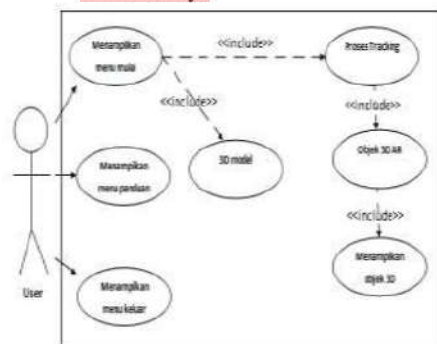 Menampilkan
menu mulai
<<include>>
Proses Tracking
<<include>>
<<include>>
Menampilkan
menu panduan
3D model
Objek 3D AR
<<include>>
Menampilkan
menu keluar
Menampilkan
objek 3D
User